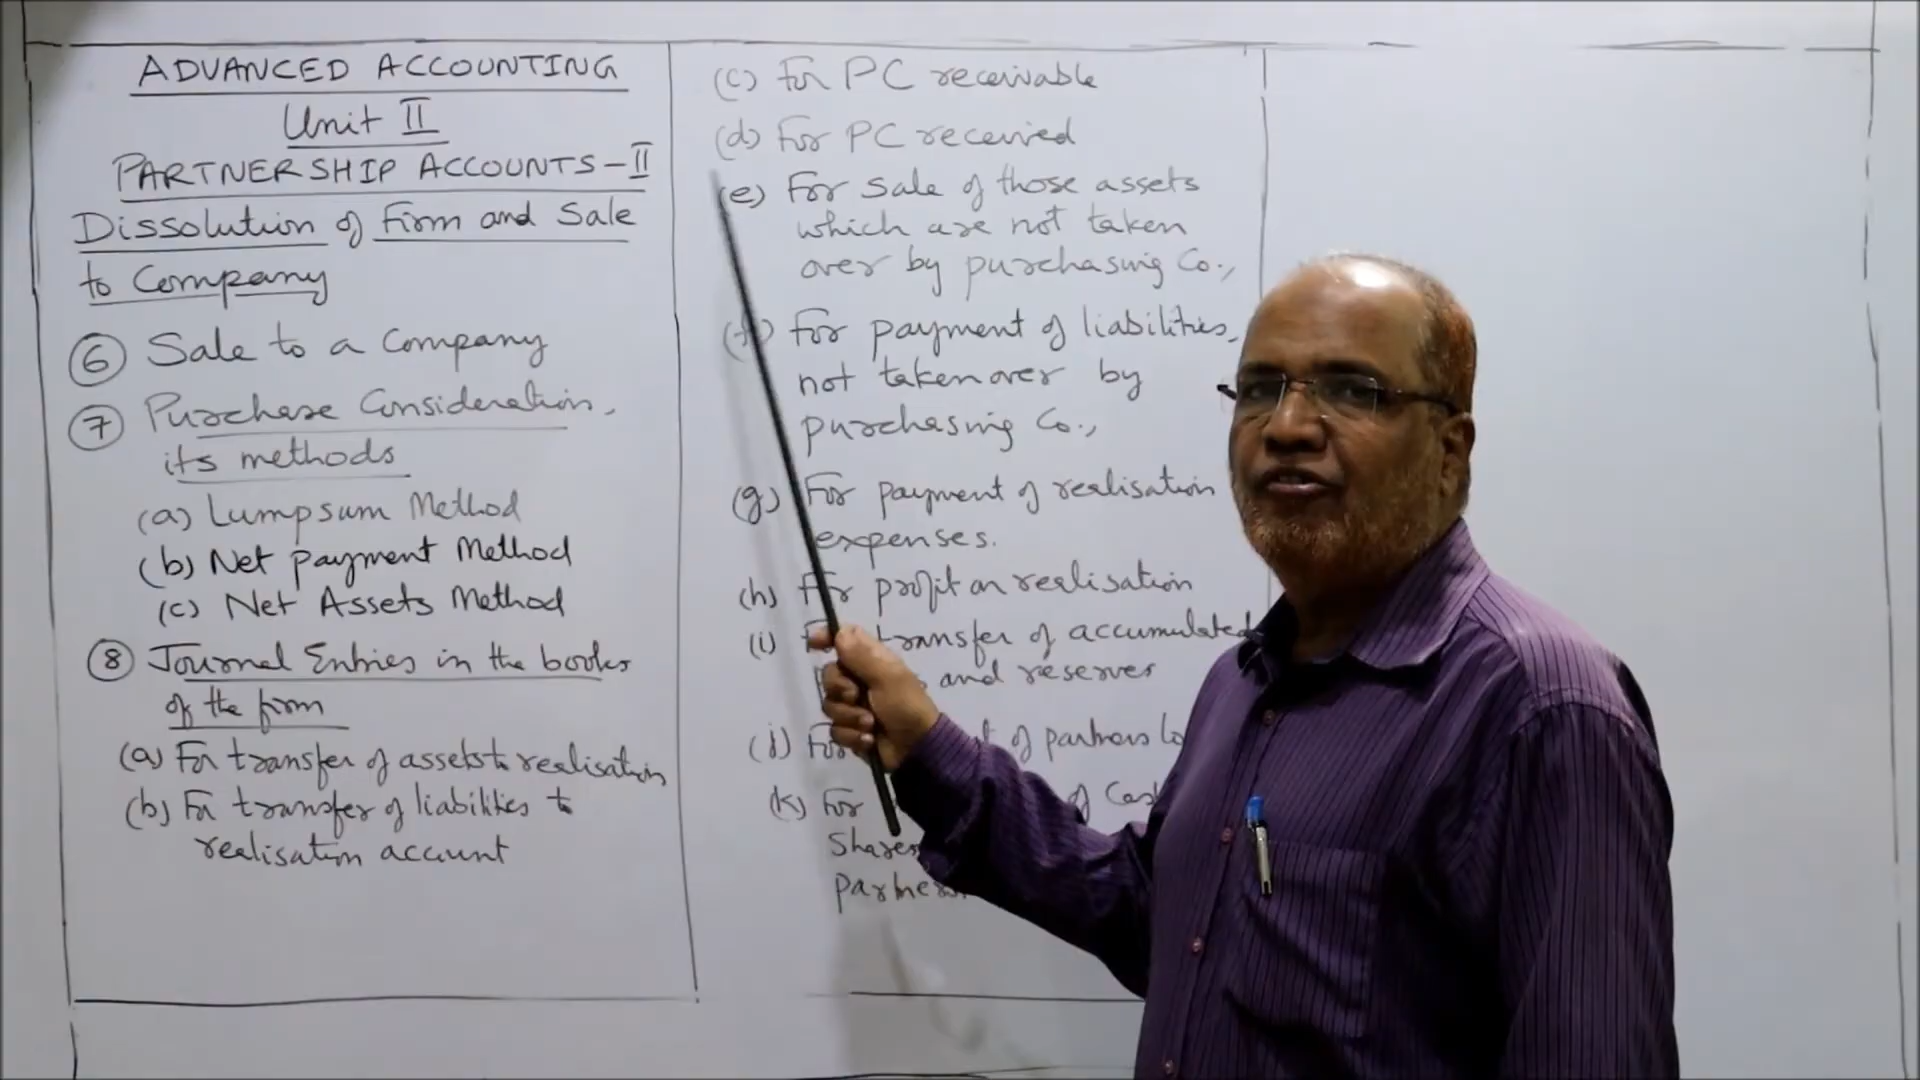 ADVANCED ACCOUNTING
Unit II
PARTNERSHIP ACCOUNTS-II
Dissolution of Firm and Sale
to Company
6 Sale to a Company
7 Purchase Consideration,
its methods
(a) Lumpsum Method
(b) Net payment Method
(c) Net Assets Method
8 Journal Entries in the books
of the firm
(a) For transfer of assets to realisation
(b) For transfer of liabilities to
realisation account
(c) For PC receivable
(d) For PC received
(e) For Sale of those assets
which are not taken
over by purchasing Co.,
(f) For payment of liabilities,
not taken over by
purchasing Co.,
(g) For payment of realisation
expenses.
(h) For profit on realisation
(i) transfer of accumulated
and reserves
(j) For of partners
(k) For of
Shares
partners